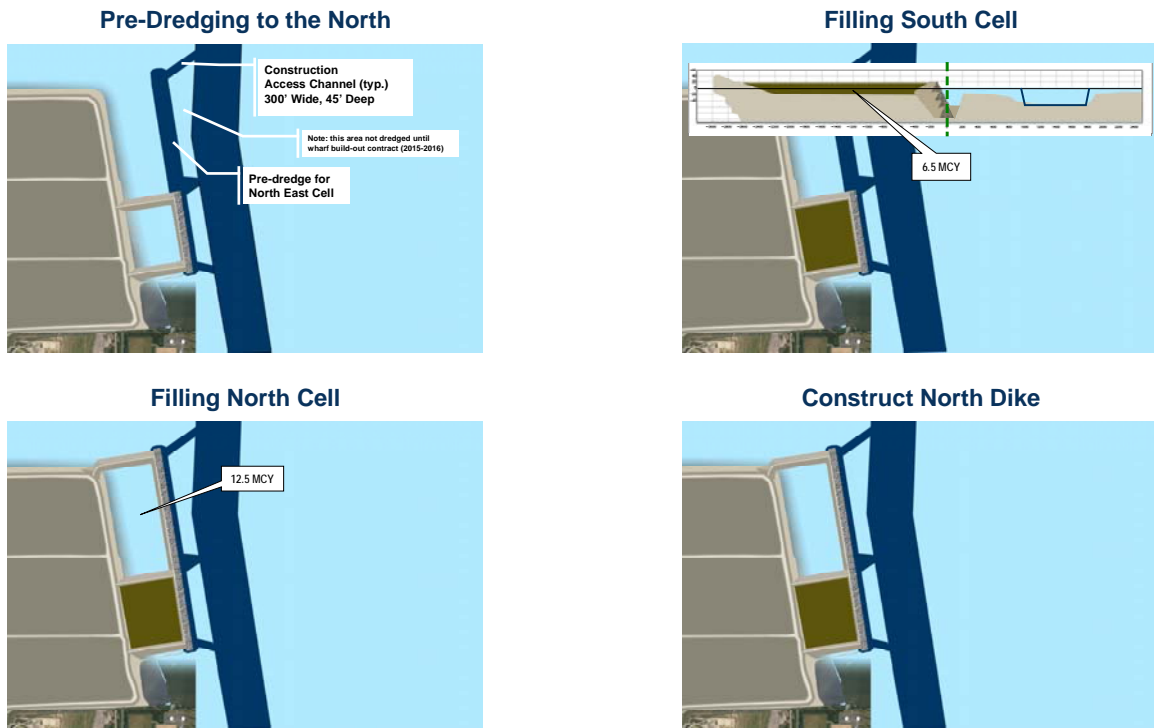 Pre-Dredging to the North
Construction
Access Channel (typ.)
300' Wide, 45' Deep
Note: this area not dredged until
wharf build-out contract (2015-2016)
Pre-dredge for
North East Cell
Filling South Cell
6.5 MCY
Filling North Cell
12.5 MCY
Construct North Dike